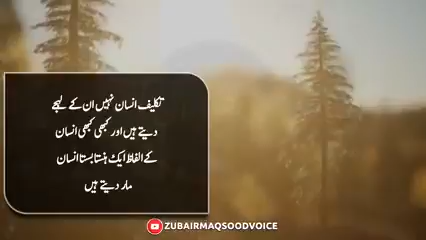 تکلیف انسان نہیں ان کے لہجے
دیتے ہیں اور کبھی کبھی انسان
کے الفاظ ایک ہنستا بستا انسان
مار دیتے ہیں
ZUBAIRMAQSOODVOICE